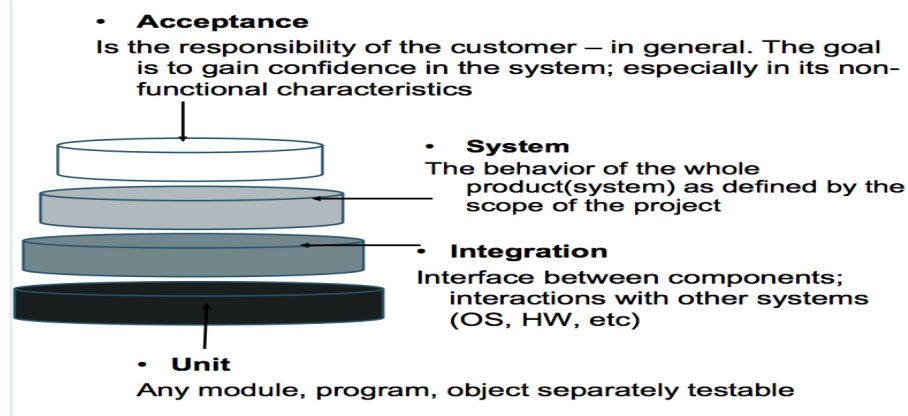 • Acceptance
Is the responsibility of the customer – in general. The goal
is to gain confidence in the system; especially in its non-
functional characteristics
• System
The behavior of the whole
product(system) as defined by the
scope of the project
• Integration
Interface between components;
interactions with other systems
(OS, HW, etc)
• Unit
Any module, program, object separately testable